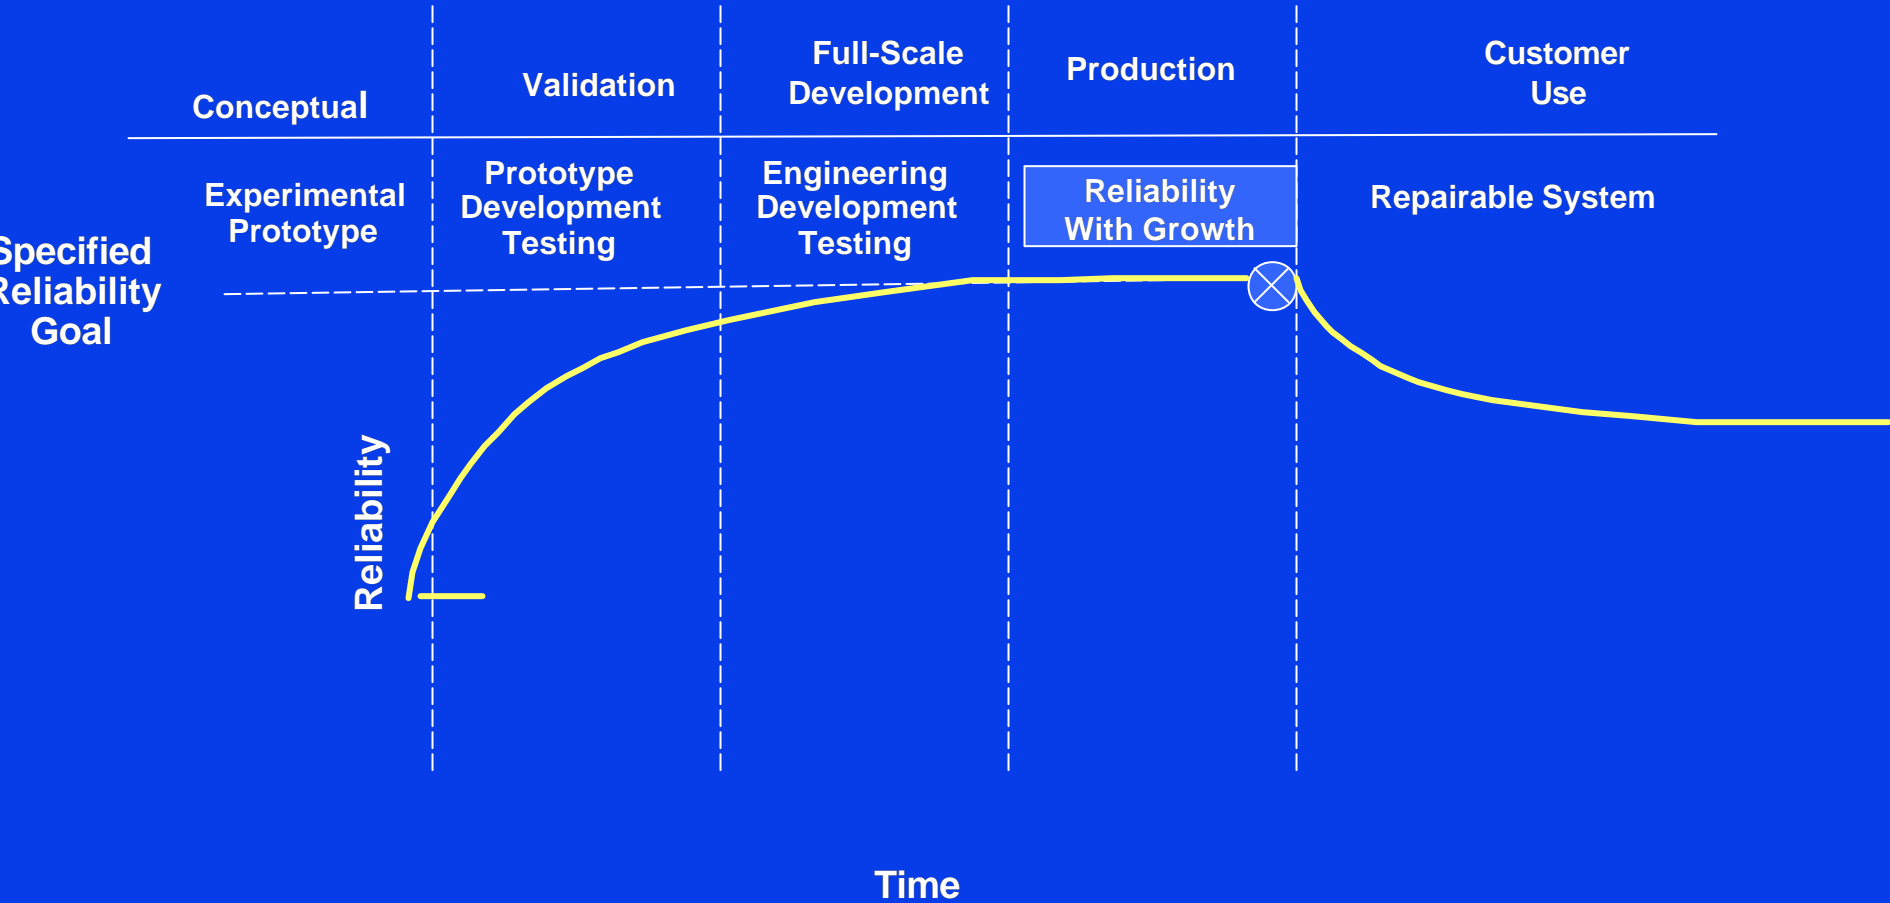 Conceptual
Validation
Full-Scale
Development
Production
Customer
Use
Experimental
Prototype
Prototype
Development
Testing
Engineering
Development
Testing
Reliability
With Growth
Repairable System
Specified
Reliability
Goal
Reliability
Time